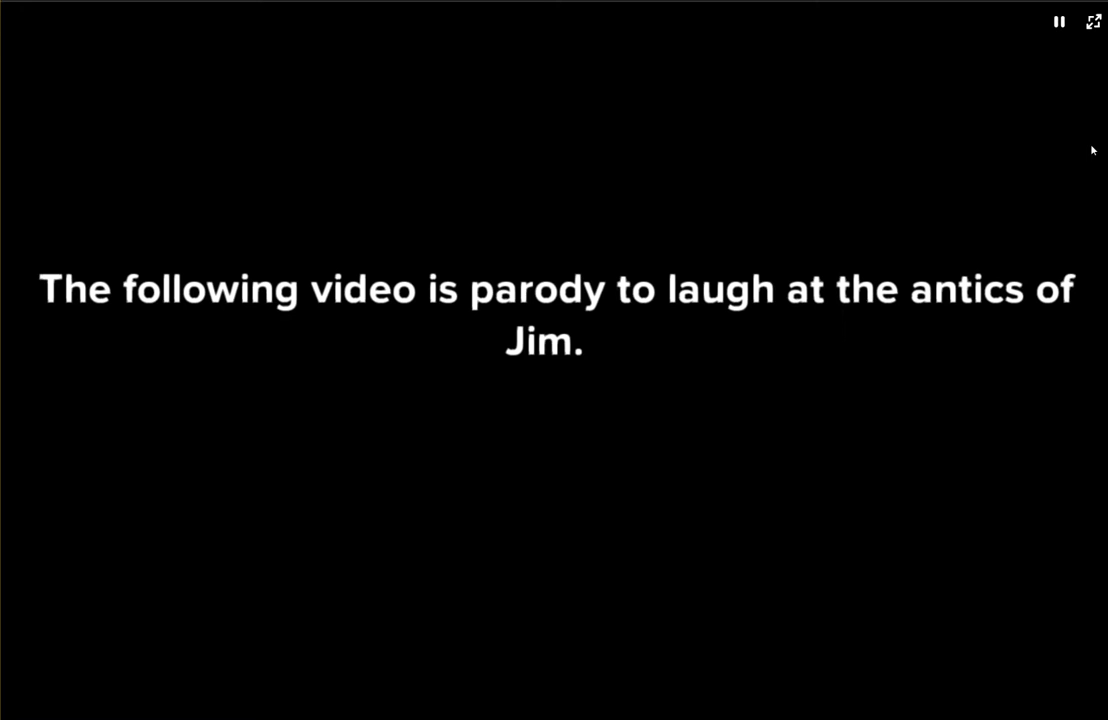 The following video is parody to laugh at the antics of
Jim.